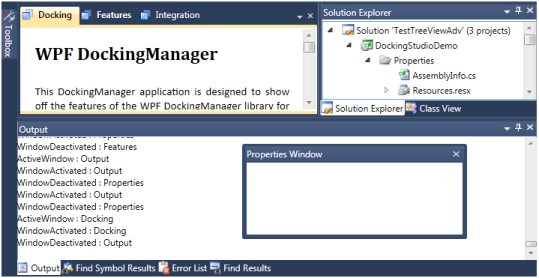 Toolbox
Docking Features Integration
WPF DockingManager
This DockingManager application is designed to show
off the features of the WPF DockingManager library for
Solution Explorer
Solution 'TestTreeViewAdv' (3 projects)
DockingStudioDemo
Properties
AssemblyInfo.cs
Resources.resx
Solution Explorer Class View
Output
WindowActivated : Properties
WindowDeactivated : Features
ActiveWindow : Output
WindowActivated : Output
WindowDeactivated : Properties
WindowActivated : Output
WindowDeactivated : Properties
ActiveWindow : Docking
WindowActivated : Docking
WindowDeactivated : Output
Properties Window
Output Find Symbol Results Error List Find Results